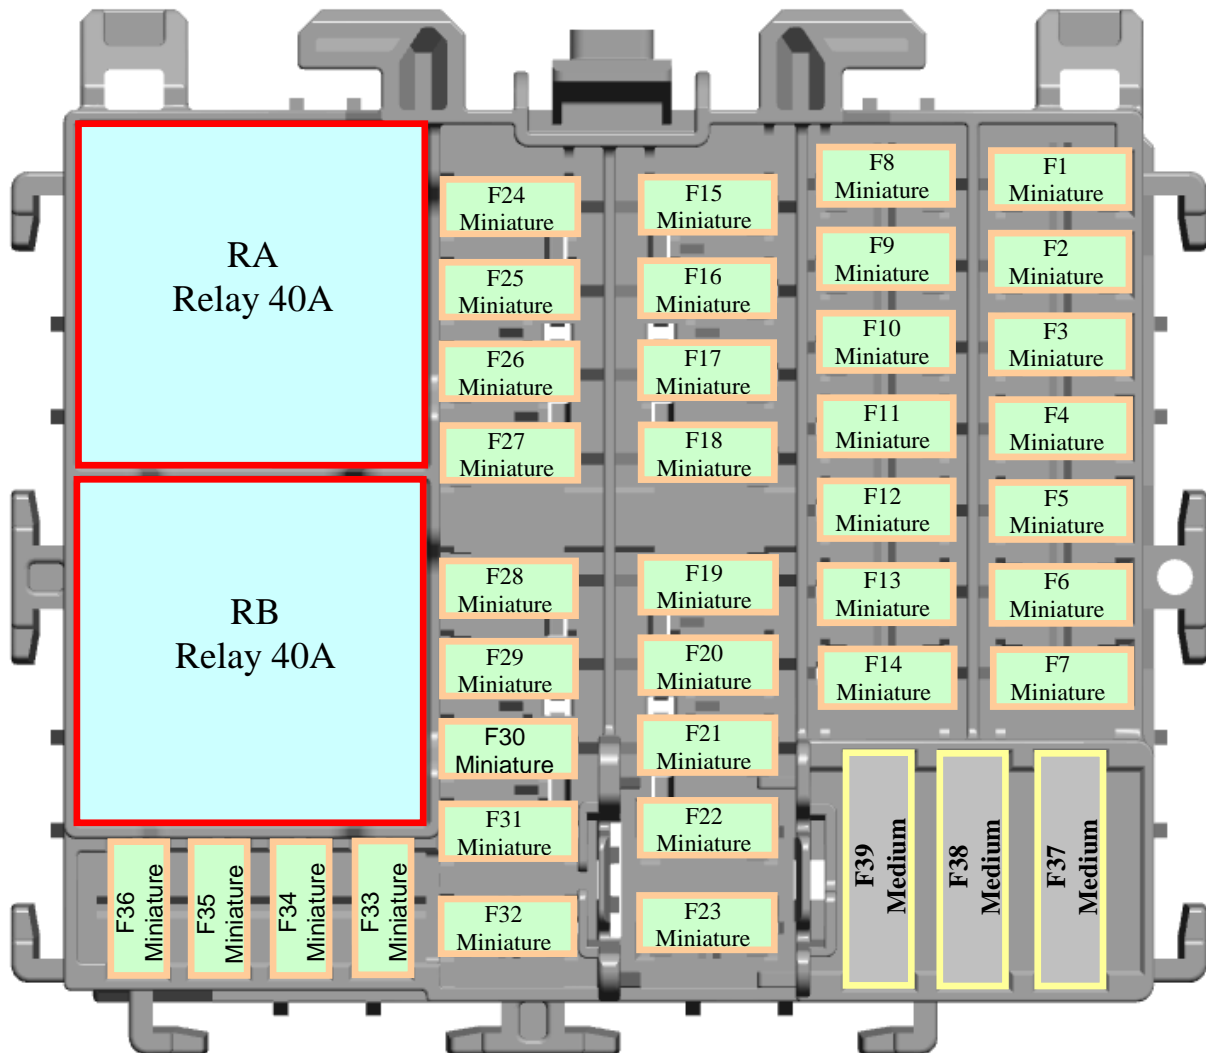 RA
Relay 40A
RB
Relay 40A
F24
Miniature
F25
Miniature
F26
Miniature
F27
Miniature
F28
Miniature
F29
Miniature
F30
Miniature
F31
Miniature
F32
Miniature
F15
Miniature
F16
Miniature
F17
Miniature
F18
Miniature
F19
Miniature
F20
Miniature
F21
Miniature
F22
Miniature
F23
Miniature
F8
Miniature
F9
Miniature
F10
Miniature
F11
Miniature
F12
Miniature
F13
Miniature
F14
Miniature
F1
Miniature
F2
Miniature
F3
Miniature
F4
Miniature
F5
Miniature
F6
Miniature
F7
Miniature
F36
Miniature
F35
Miniature
F34
Miniature
F33
Miniature
F39
Medium
F38
Medium
F37
Medium